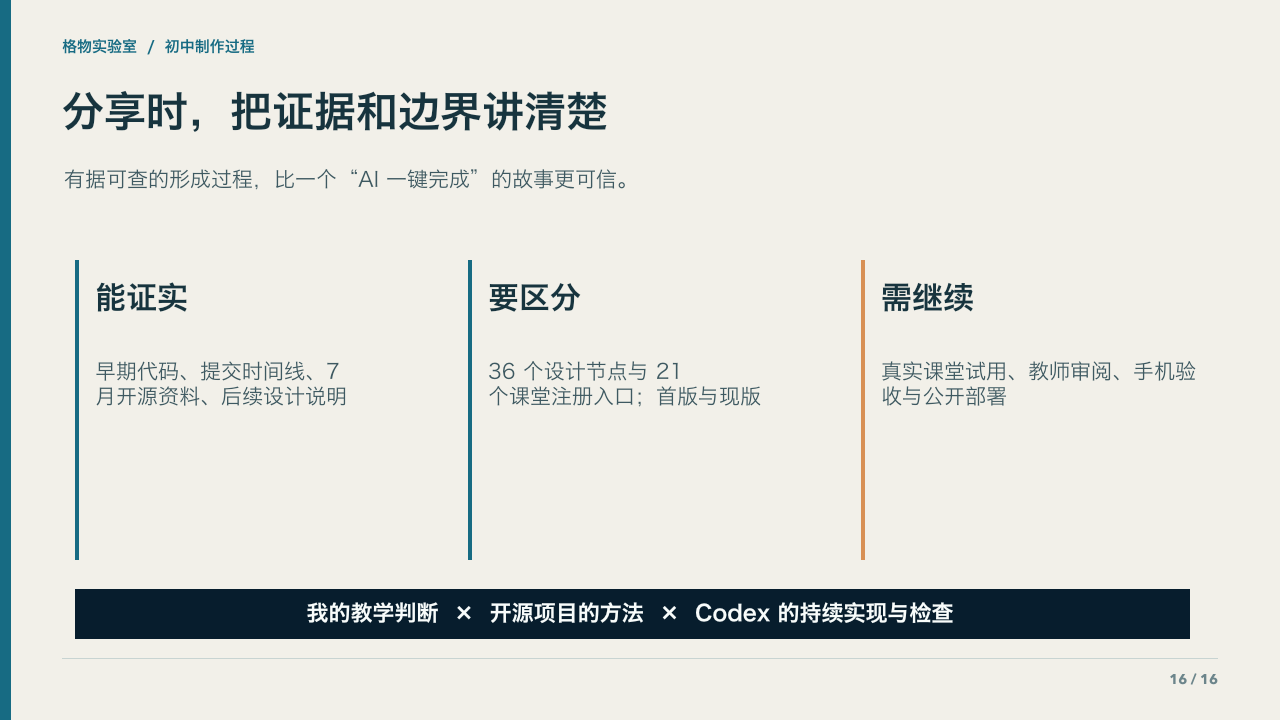 格物实验室 / 初中制作过程
分享时，把证据和边界讲清楚
有据可查的形成过程，比一个“AI 一键完成”的故事更可信。
能证实
早期代码、提交时间线、7
月开源资料、后续设计说明
要区分
36 个设计节点与 21
个课堂注册入口；首版与现版
需继续
真实课堂试用、教师审阅、手机验
收与公开部署
我的教学判断 × 开源项目的方法 × Codex 的持续实现与检查
16 / 16